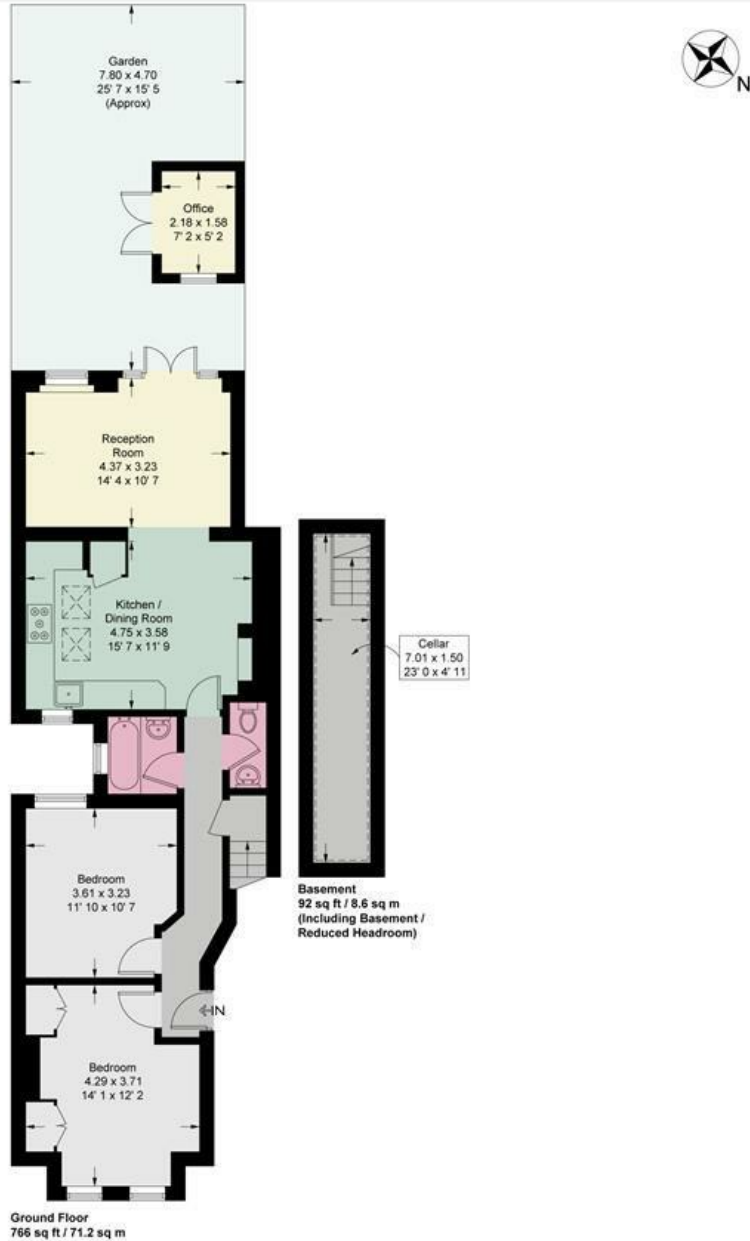 N
Garden
7.80 x 4.70
25' 7 x 15' 5
(Approx)
Office
2.18 x 1.58
7' 2 x 5' 2
Reception
Room
4.37 x 3.23
14' 4 x 10' 7
Kitchen /
Dining Room
4.75 x 3.58
15' 7 x 11' 9
Cellar
7.01 x 1.50
23' 0 x 4' 11
Bedroom
3.61 x 3.23
11' 10 x 10' 7
Basement
92 sq ft / 8.6 sq m
(Including Basement /
Reduced Headroom)
IN
Bedroom
4.29 x 3.71
14' 1 x 12' 2
Ground Floor
766 sq ft / 71.2 sq m